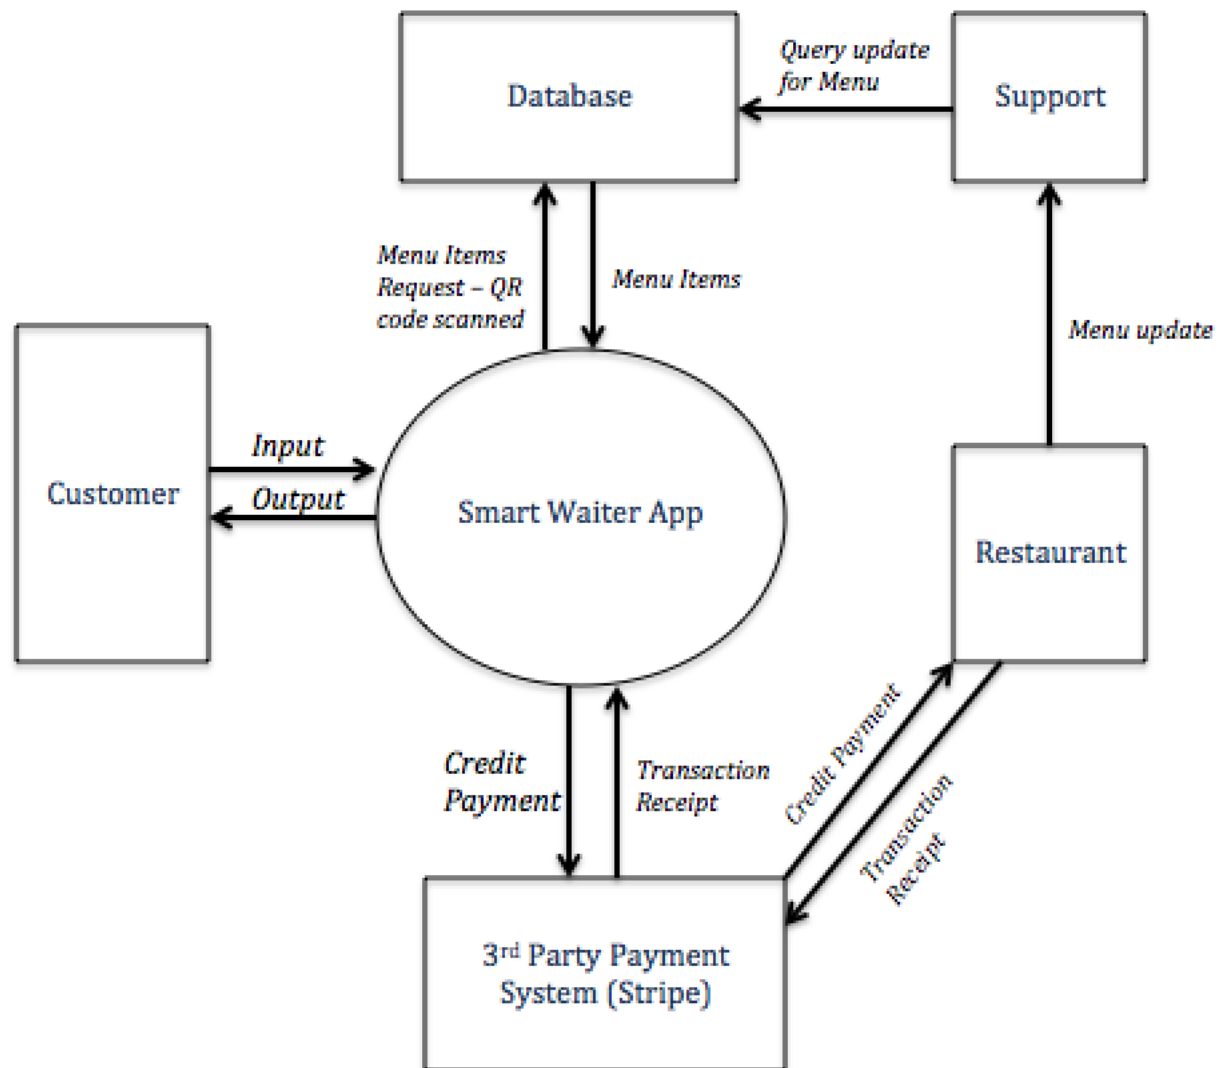 Database
Query update
for Menu
Support
Menu Items
Request – QR
code scanned
Menu Items
Menu update
Customer
Input
Output
Smart Waiter App
Restaurant
Credit
Payment
Transaction
Receipt
Credit Payment
Transaction
Receipt
3rd Party Payment
System (Stripe)